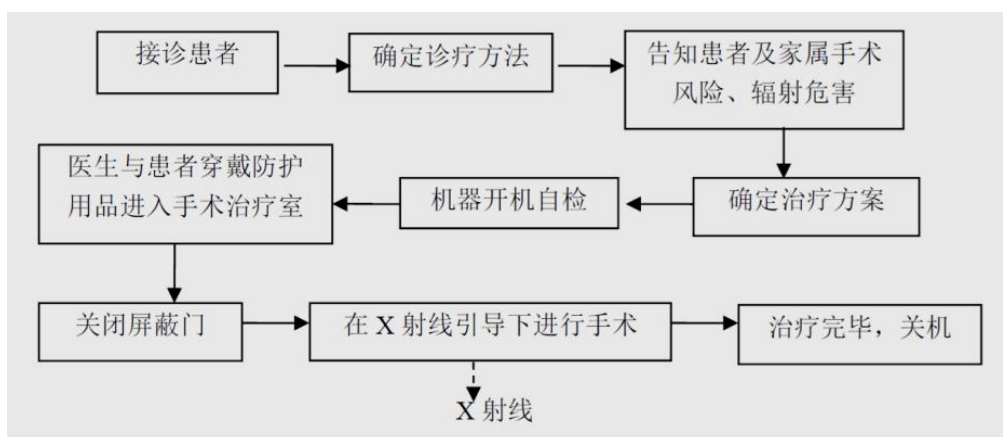 接诊患者
确定诊疗方法
告知患者及家属手术
风险、辐射危害
确定治疗方案
机器开机自检
医生与患者穿戴防护
用品进入手术治疗室
关闭屏蔽门
在 X 射线引导下进行手术
治疗完毕，关机
X 射线